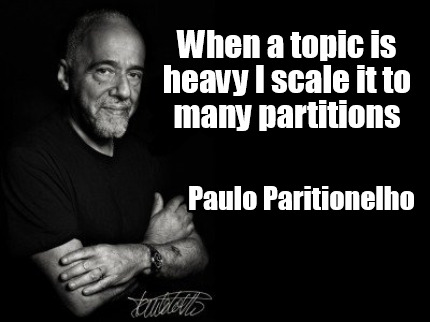 When a topic is
heavy I scale it to
many partitions
Paulo Paritionelho